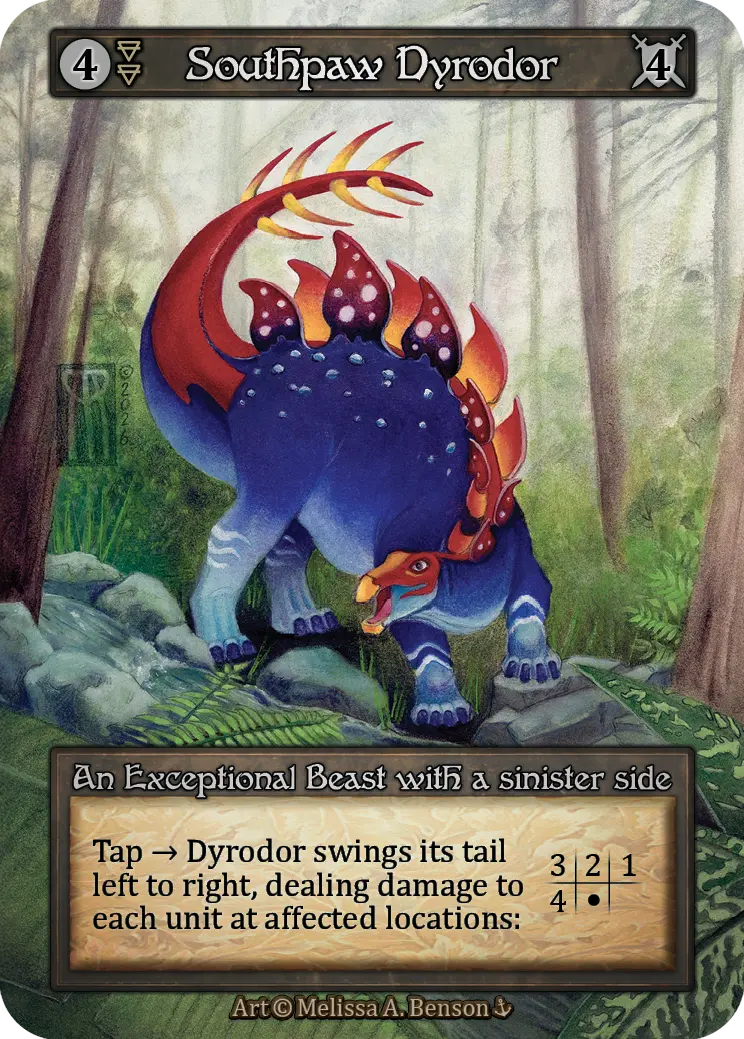 4 Southpaw Dyrodor 4
©2026
An Exceptional Beast with a sinister side
Tap → Dyrodor swings its tail
left to right, dealing damage to
each unit at affected locations:
3 2 1
4 •
Art © Melissa A. Benson